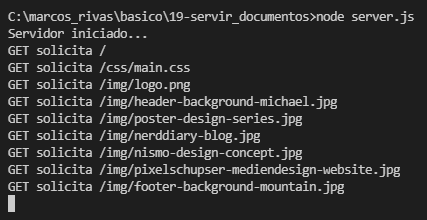 C:\marcos_rivas\basico\19-servir_documentos>node server.js
Servidor iniciado...
GET solicita /
GET solicita /css/main.css
GET solicita /img/logo.png
GET solicita /img/header-background-michael.jpg
GET solicita /img/poster-design-series.jpg
GET solicita /img/nerddiary-blog.jpg
GET solicita /img/nismo-design-concept.jpg
GET solicita /img/pixelschupser-mediendesign-website.jpg
GET solicita /img/footer-background-mountain.jpg